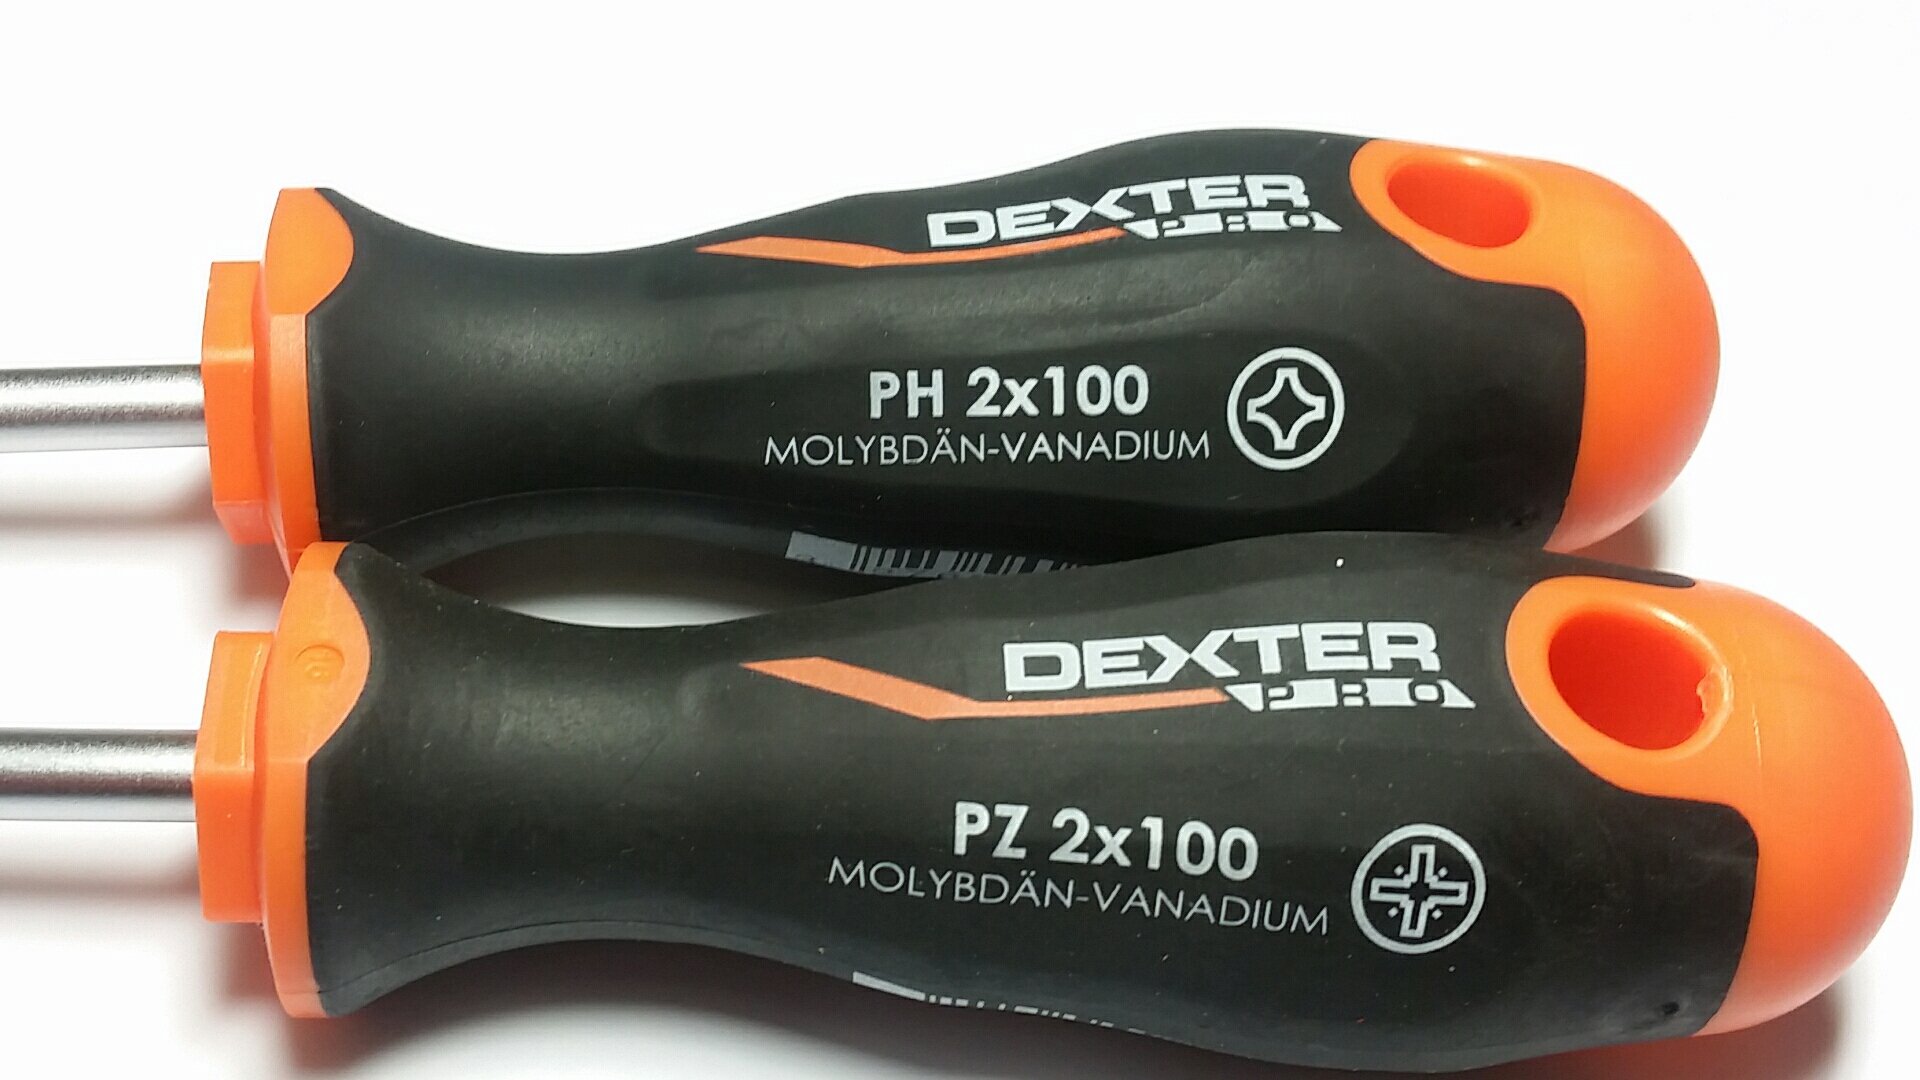 DEXTER
PRO
PH 2x100
MOLYBDÄN-VANADIUM
DEXTER
PRO
PZ 2x100
MOLYBDÄN-VANADIUM